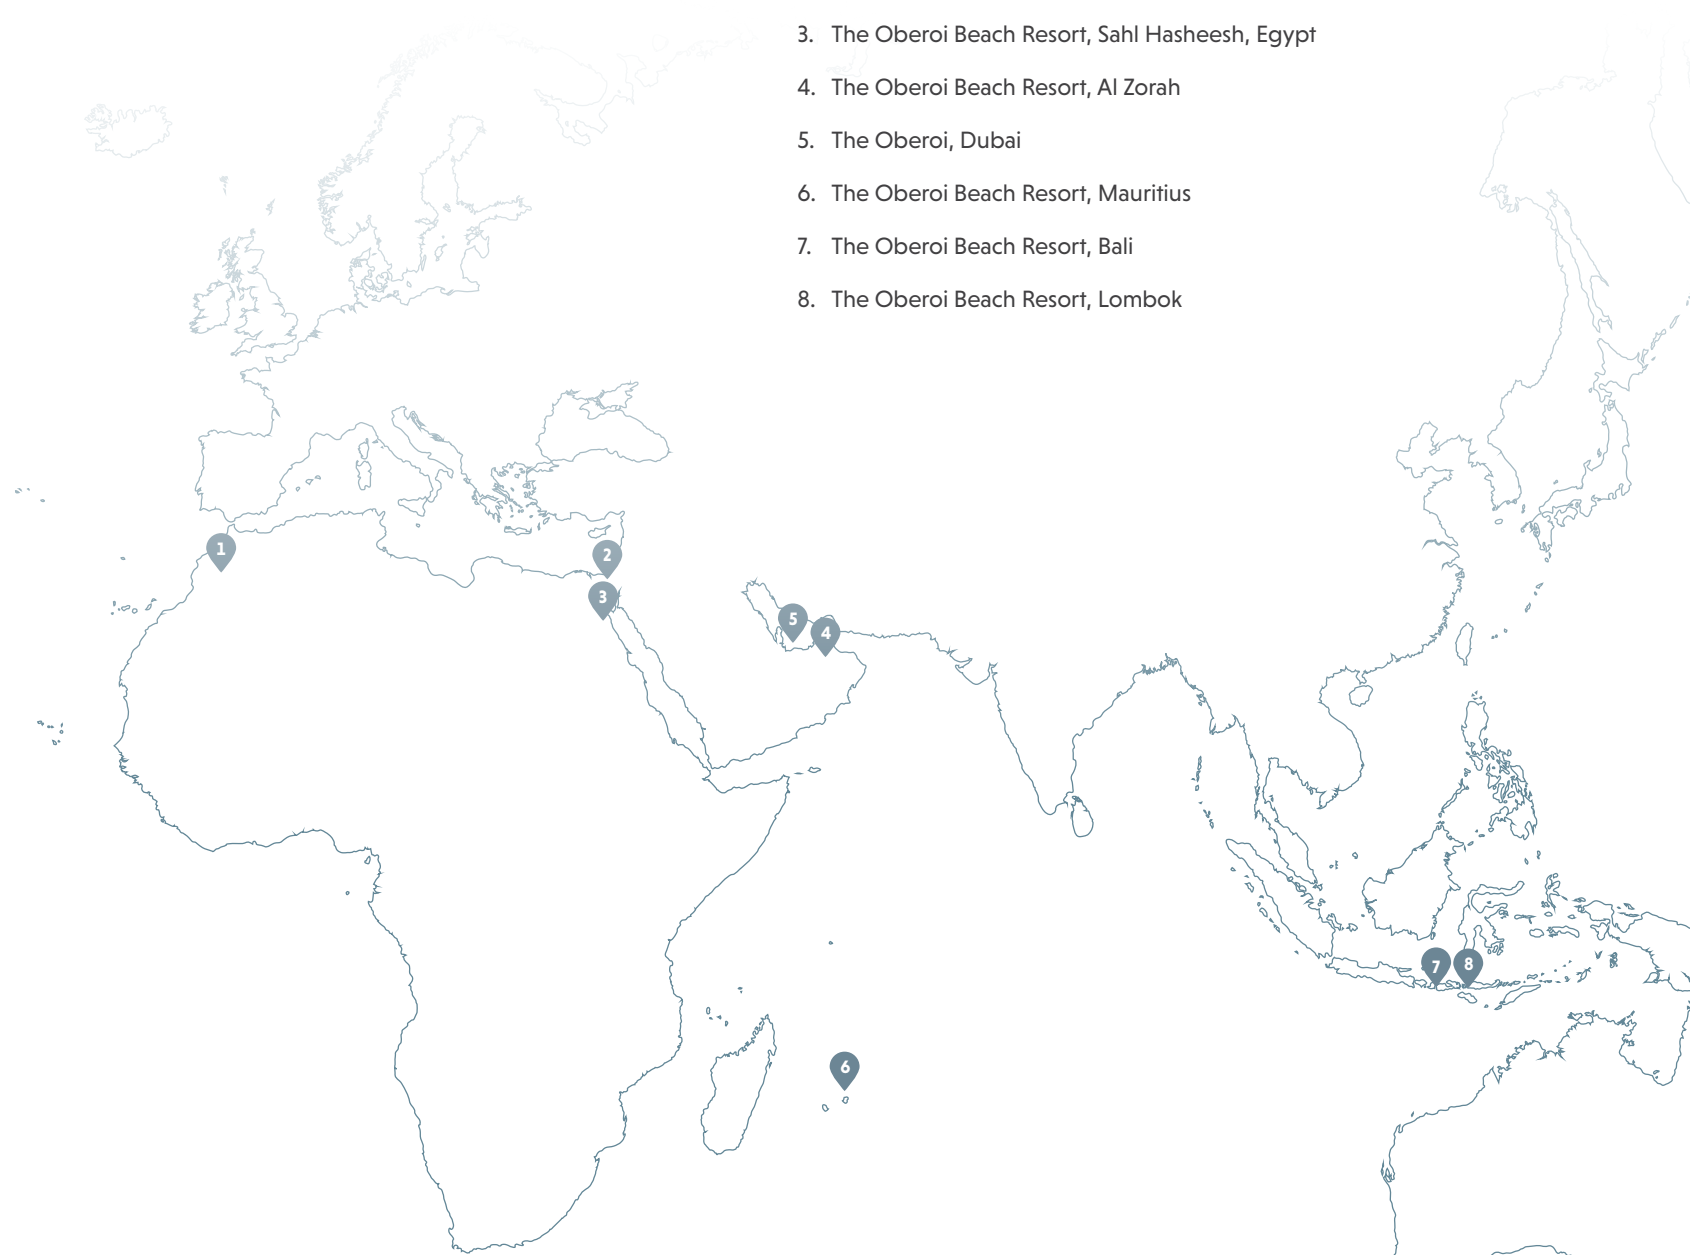 3. The Oberoi Beach Resort, Sahl Hasheesh, Egypt
4. The Oberoi Beach Resort, Al Zorah
5. The Oberoi, Dubai
6. The Oberoi Beach Resort, Mauritius
7. The Oberoi Beach Resort, Bali
8. The Oberoi Beach Resort, Lombok
1
2
3
5
4
7
8
6